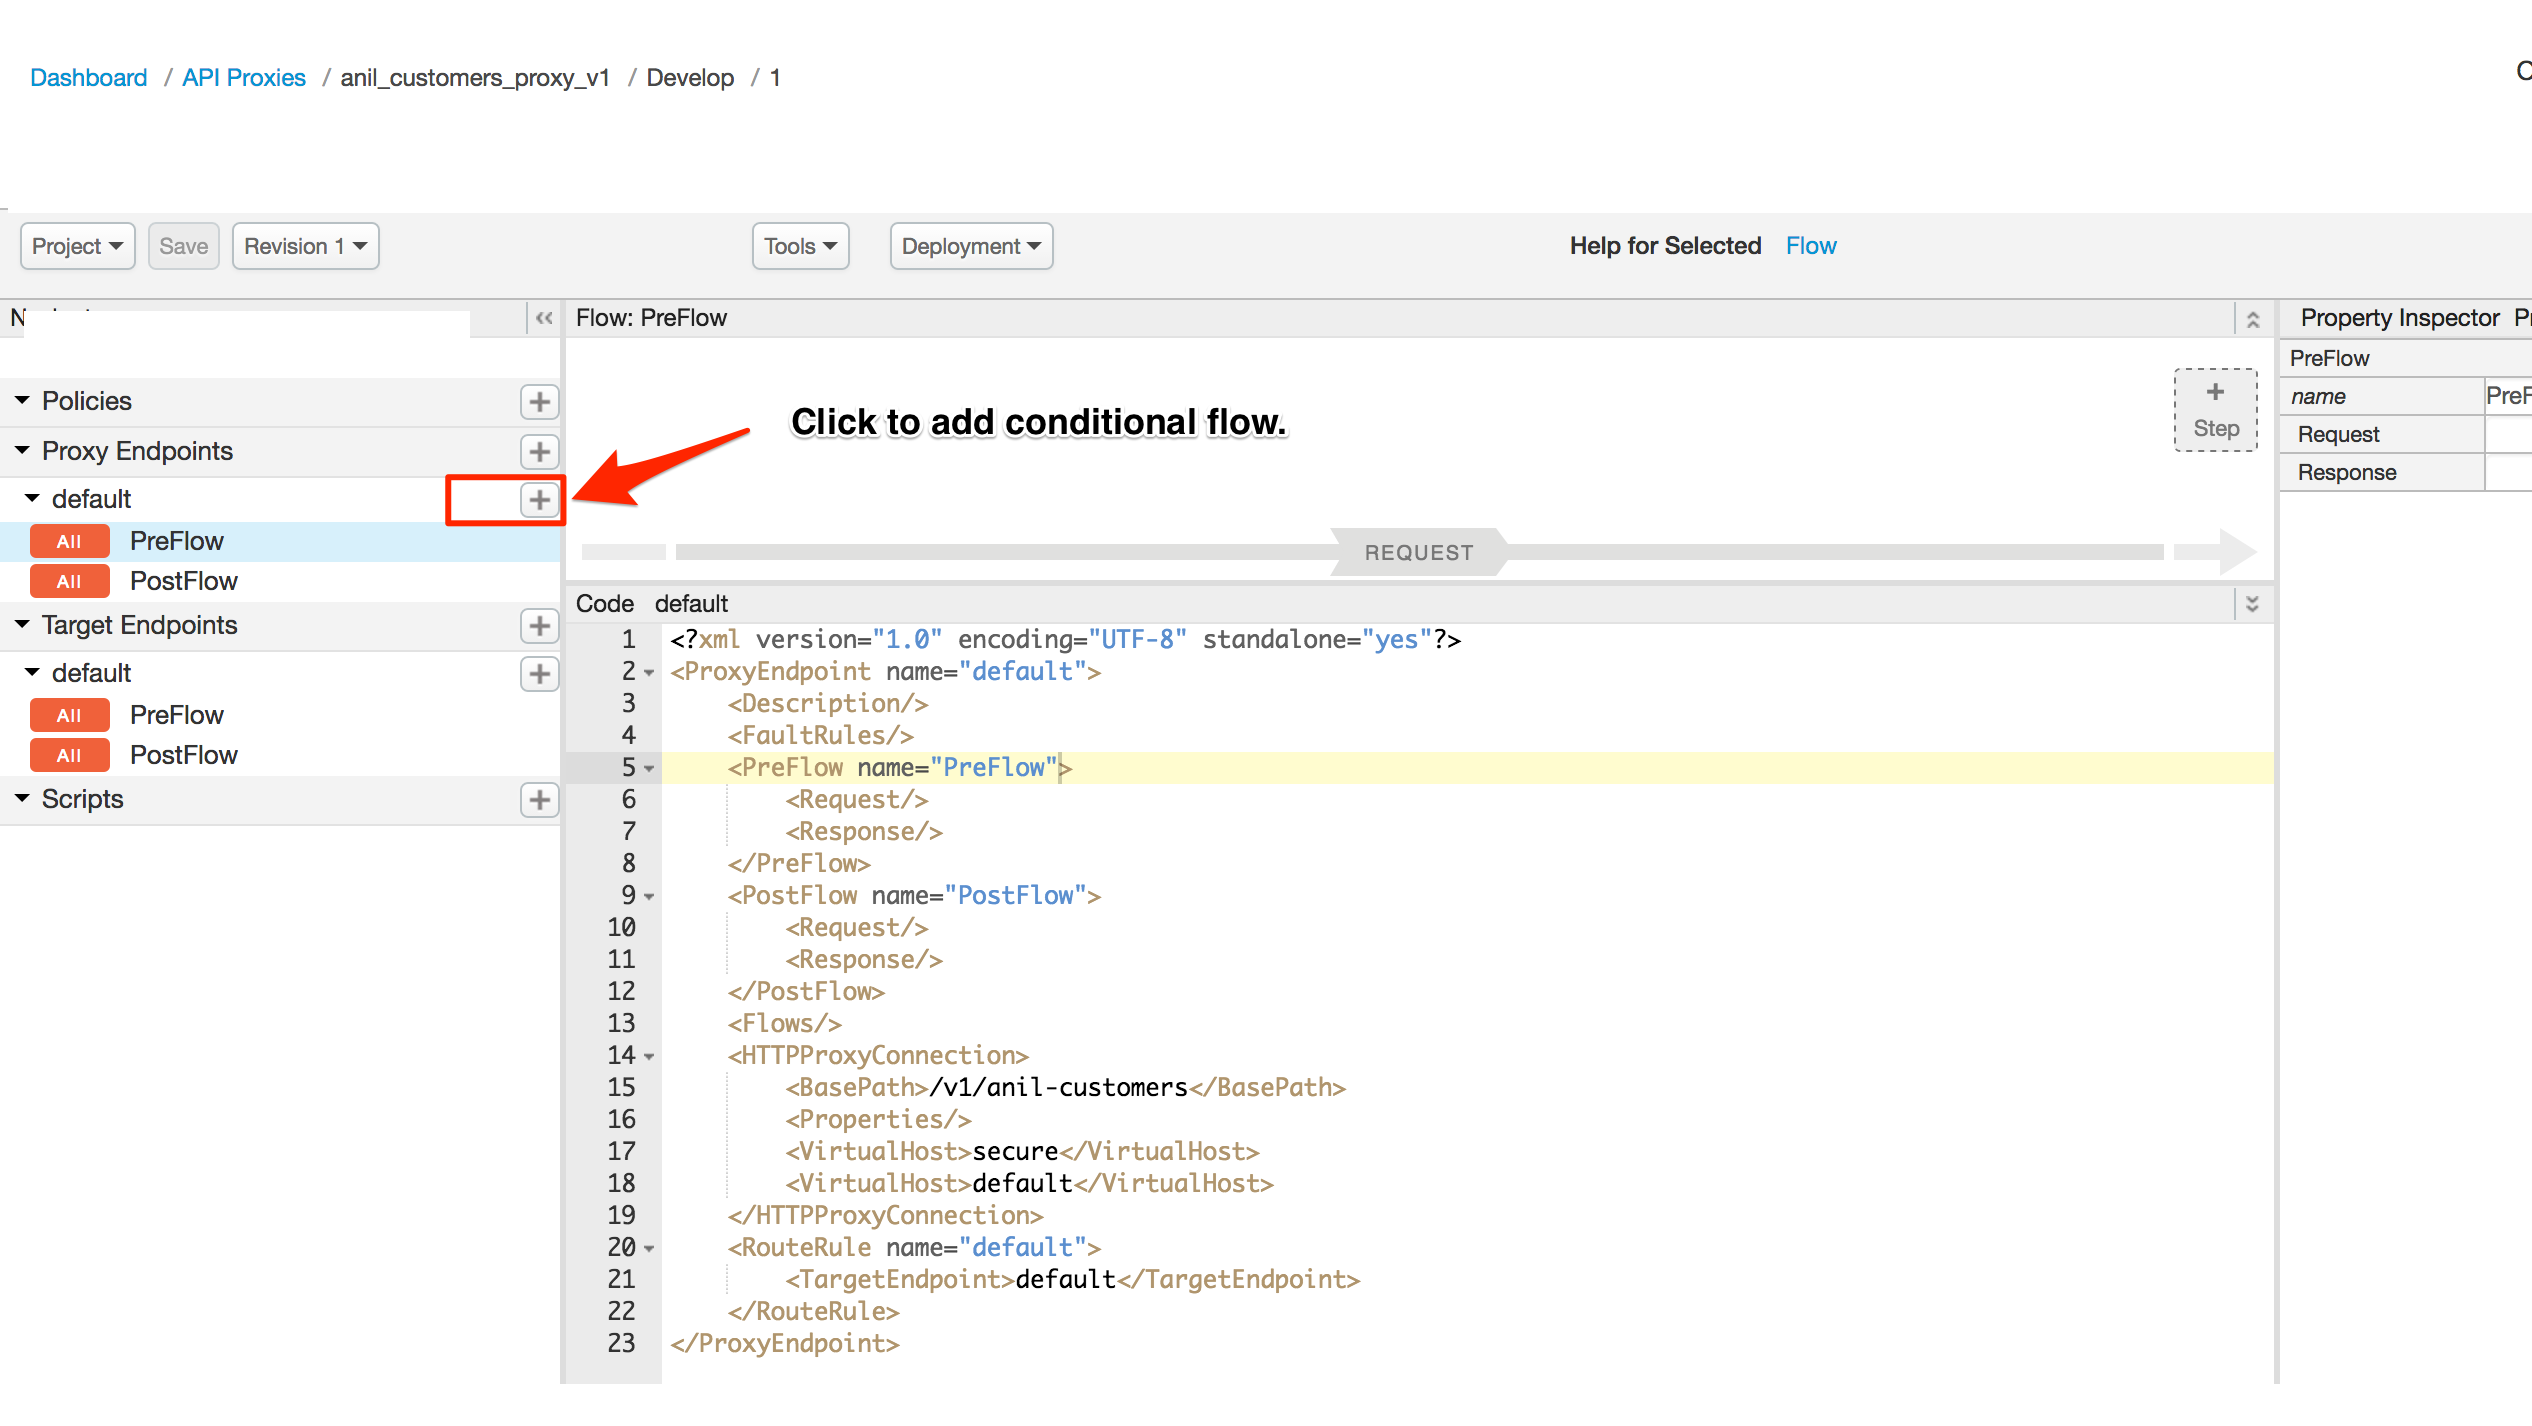 Dashboard / API Proxies / anil_customers_proxy_v1 / Develop / 1
Project Save Revision 1 Tools Deployment Help for Selected Flow
Flow: PreFlow
Property Inspector
Policies
Proxy Endpoints
default
All PreFlow
All PostFlow
Target Endpoints
default
All PreFlow
All PostFlow
Scripts
Click to add conditional flow.
+
Step
REQUEST
PreFlow
name
Request
Response
Code default
1 <?xml version="1.0" encoding="UTF-8" standalone="yes"?>
2 <ProxyEndpoint name="default">
3 <Description/>
4 <FaultRules/>
5 <PreFlow name="PreFlow">
6 <Request/>
7 <Response/>
8 </PreFlow>
9 <PostFlow name="PostFlow">
10 <Request/>
11 <Response/>
12 </PostFlow>
13 <Flows/>
14 <HTTPProxyConnection>
15 <BasePath>/v1/anil-customers</BasePath>
16 <Properties/>
17 <VirtualHost>secure</VirtualHost>
18 <VirtualHost>default</VirtualHost>
19 </HTTPProxyConnection>
20 <RouteRule name="default">
21 <TargetEndpoint>default</TargetEndpoint>
22 </RouteRule>
23 </ProxyEndpoint>